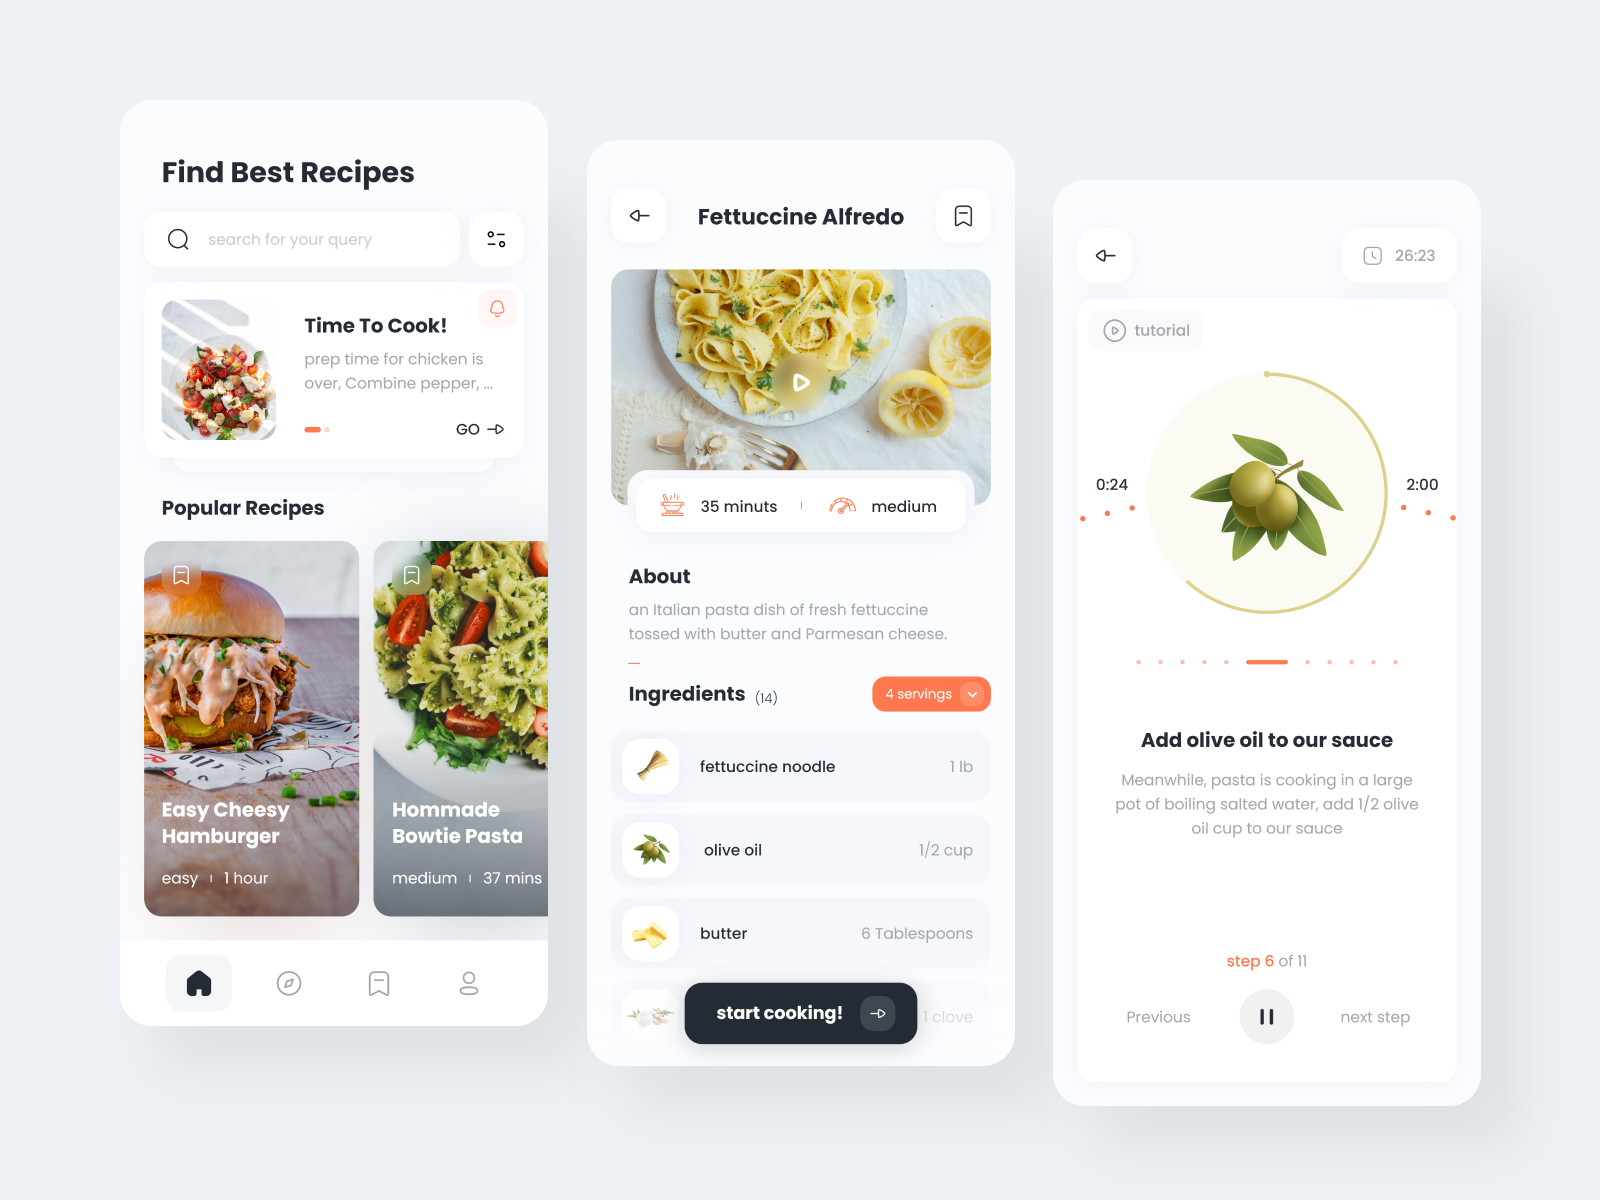 Find Best Recipes
search for your query
Time To Cook!
prep time for chicken is
over, Combine pepper, ...
GO
Popular Recipes
Easy Cheesy
Hamburger
easy
1 hour
Hommade
Bowtie Pasta
medium
37 mins
Fettuccine Alfredo
35 minuts
medium
About
an Italian pasta dish of fresh fettuccine
tossed with butter and Parmesan cheese.
Ingredients (14)
4 servings
fettuccine noodle
1 lb
olive oil
1/2 cup
butter
6 Tablespoons
1 clove
start cooking!
26:23
tutorial
0:24
2:00
Add olive oil to our sauce
Meanwhile, pasta is cooking in a large
pot of boiling salted water, add 1/2 olive
oil cup to our sauce
step 6 of 11
Previous
next step